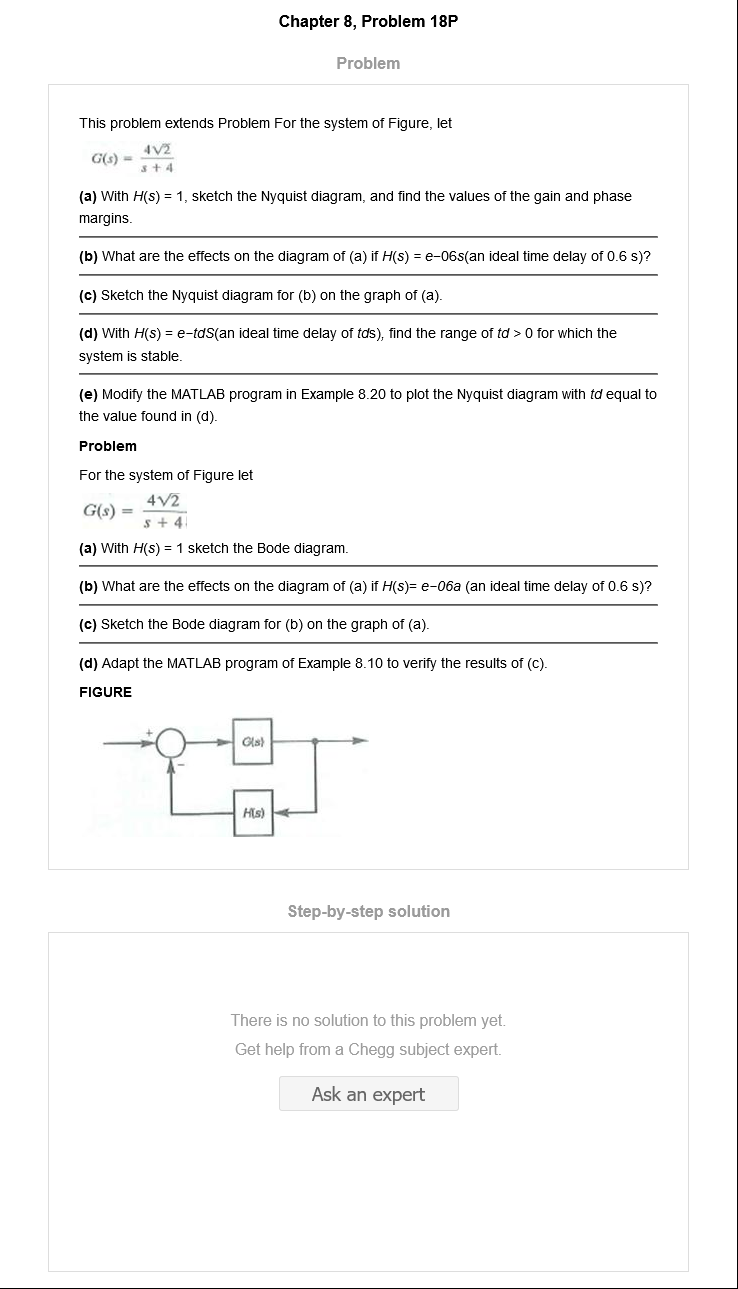 Chapter 8, Problem 18P
Problem
This problem extends Problem For the system of Figure, let
G(s) = 4√2 / s + 4
(a) With H(s) = 1, sketch the Nyquist diagram, and find the values of the gain and phase
margins.
(b) What are the effects on the diagram of (a) if H(s) = e−06s(an ideal time delay of 0.6 s)?
(c) Sketch the Nyquist diagram for (b) on the graph of (a).
(d) With H(s) = e−tdS(an ideal time delay of tds), find the range of td > 0 for which the
system is stable.
(e) Modify the MATLAB program in Example 8.20 to plot the Nyquist diagram with td equal to
the value found in (d).
Problem
For the system of Figure let
G(s) = 4√2 / s + 4
(a) With H(s) = 1 sketch the Bode diagram.
(b) What are the effects on the diagram of (a) if H(s)= e−06a (an ideal time delay of 0.6 s)?
(c) Sketch the Bode diagram for (b) on the graph of (a).
(d) Adapt the MATLAB program of Example 8.10 to verify the results of (c).
FIGURE
+
G(s)
−
H(s)
Step-by-step solution
There is no solution to this problem yet.
Get help from a Chegg subject expert.
Ask an expert